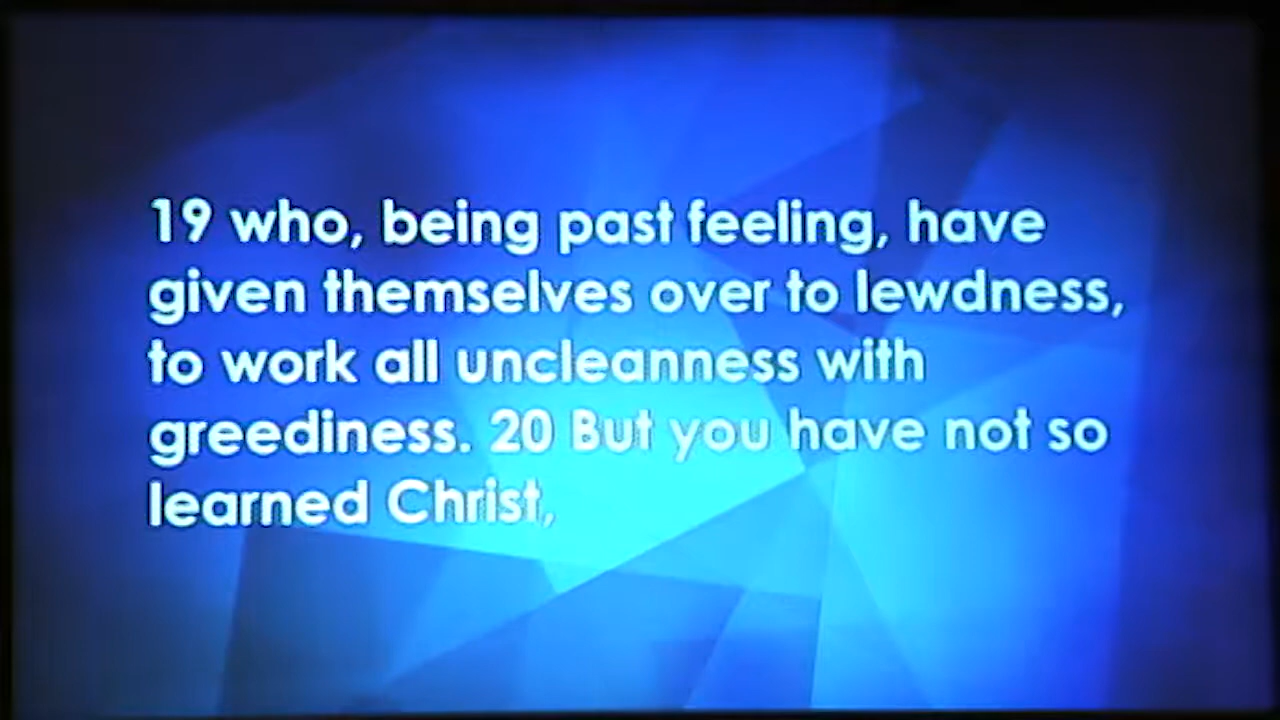 19 who, being past feeling, have
given themselves over to lewdness,
to work all uncleanness with
greediness. 20 But you have not so
learned Christ,